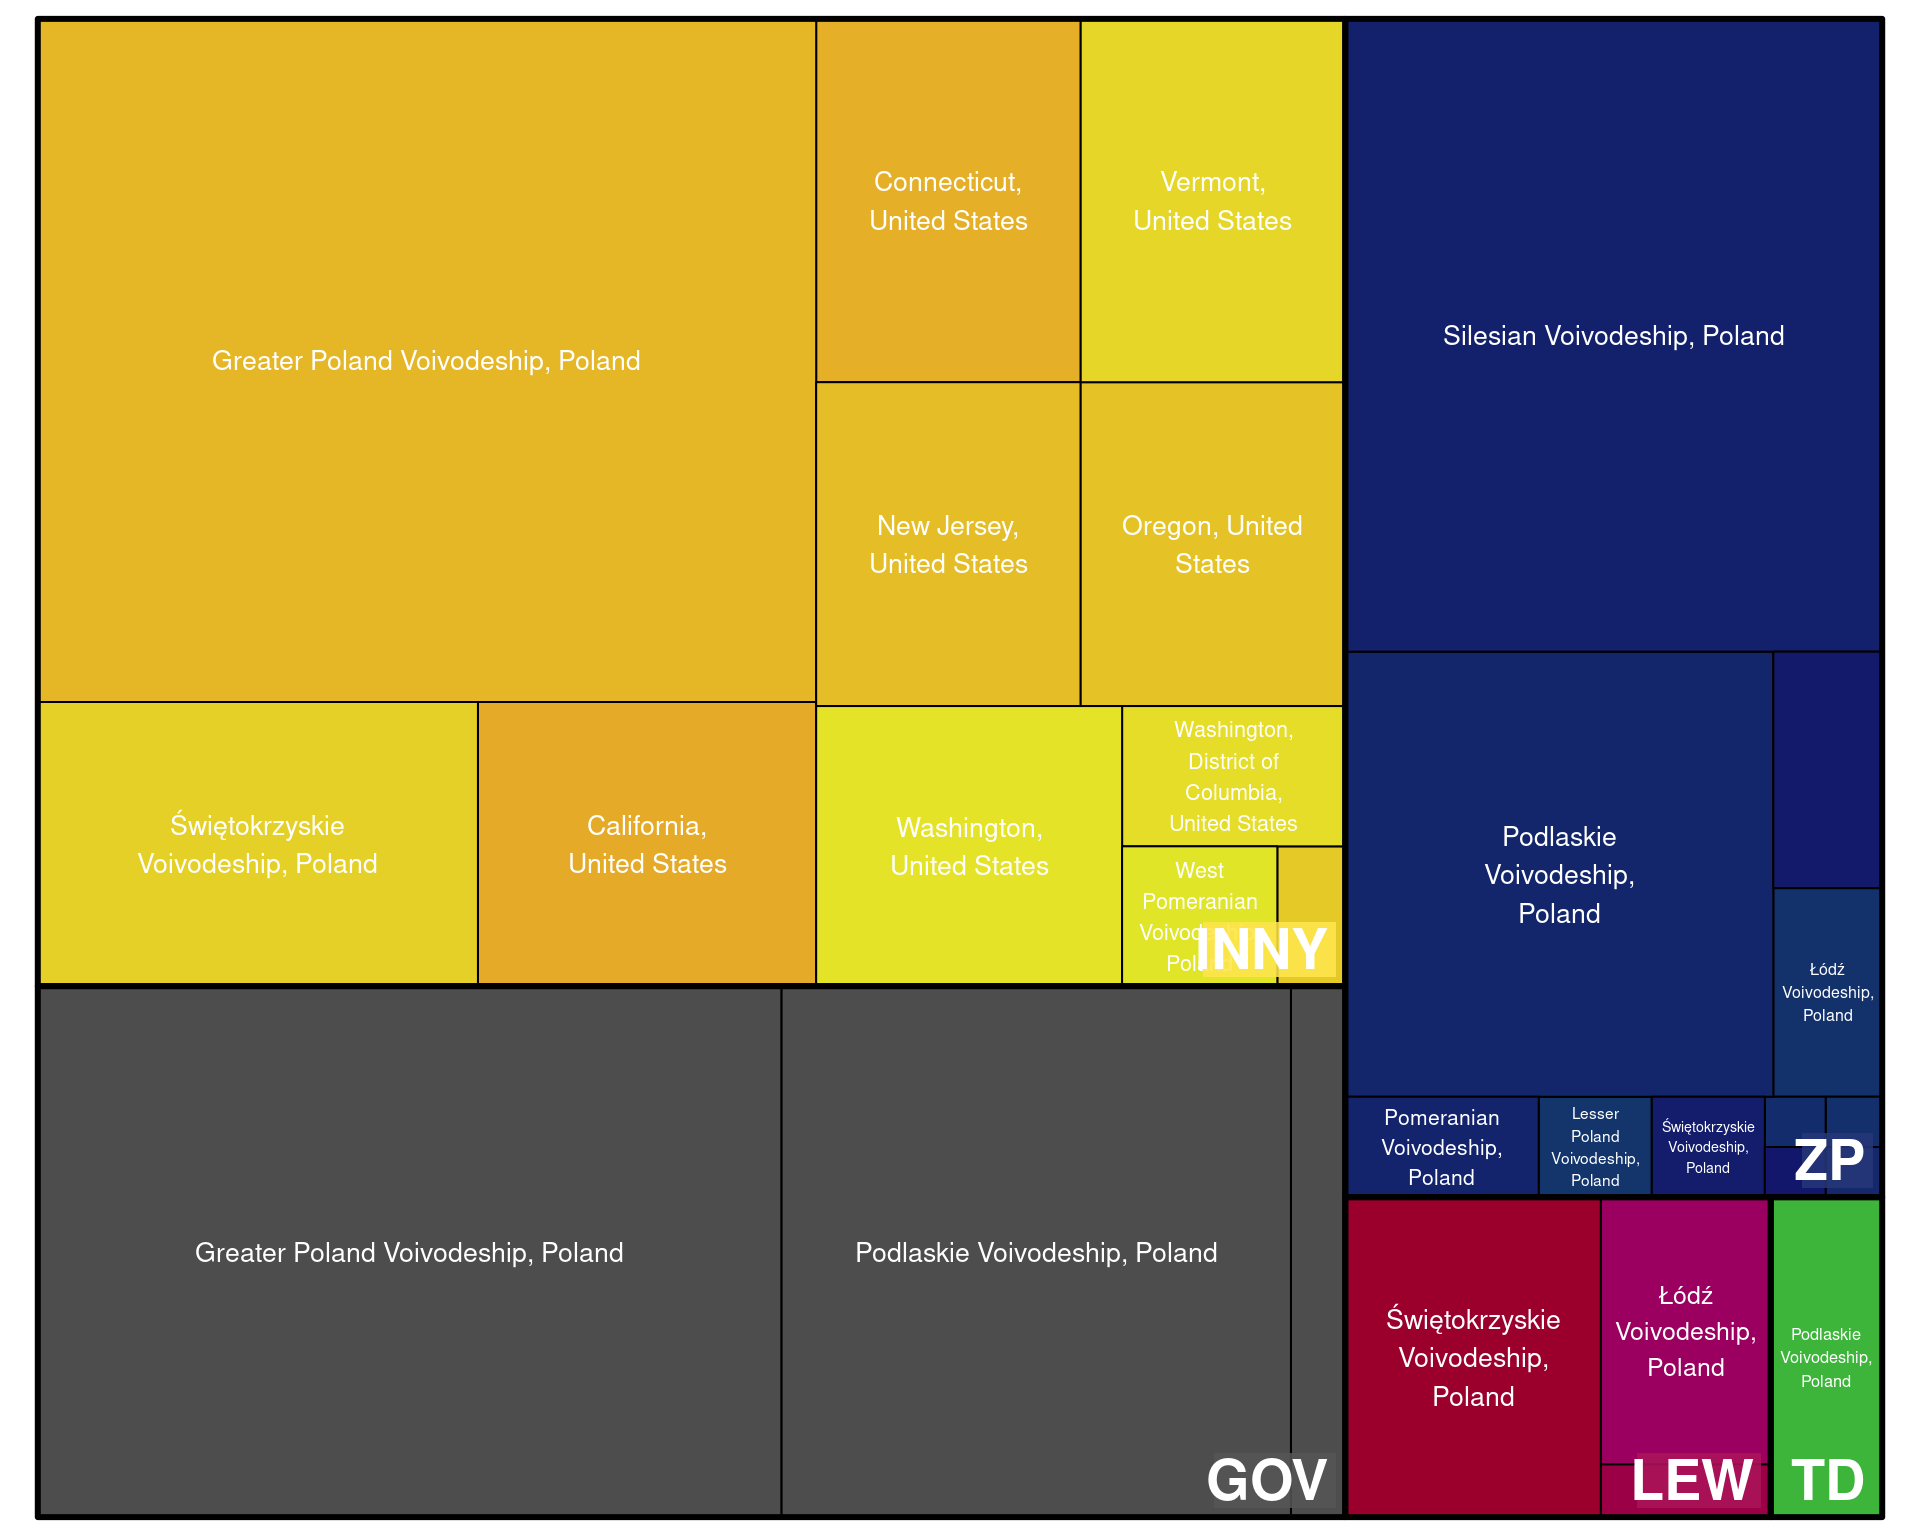 Greater Poland Voivodeship, Poland
Connecticut,
United States
Vermont,
United States
New Jersey,
United States
Oregon, United
States
Świętokrzyskie
Voivodeship, Poland
California,
United States
Washington,
United States
Washington,
District of
Columbia,
United States
West
Pomeranian
INNY
Greater Poland Voivodeship, Poland
Podlaskie Voivodeship, Poland
GOV
Silesian Voivodeship, Poland
Podlaskie
Voivodeship,
Poland
Łódź
Voivodeship,
Poland
Pomeranian
Voivodeship,
Poland
Lesser
Poland
Voivodeship,
Poland
Świętokrzyskie
Voivodeship,
Poland
ZP
Świętokrzyskie
Voivodeship,
Poland
Łódź
Voivodeship,
Poland
LEW
Podlaskie
Voivodeship,
Poland
TD